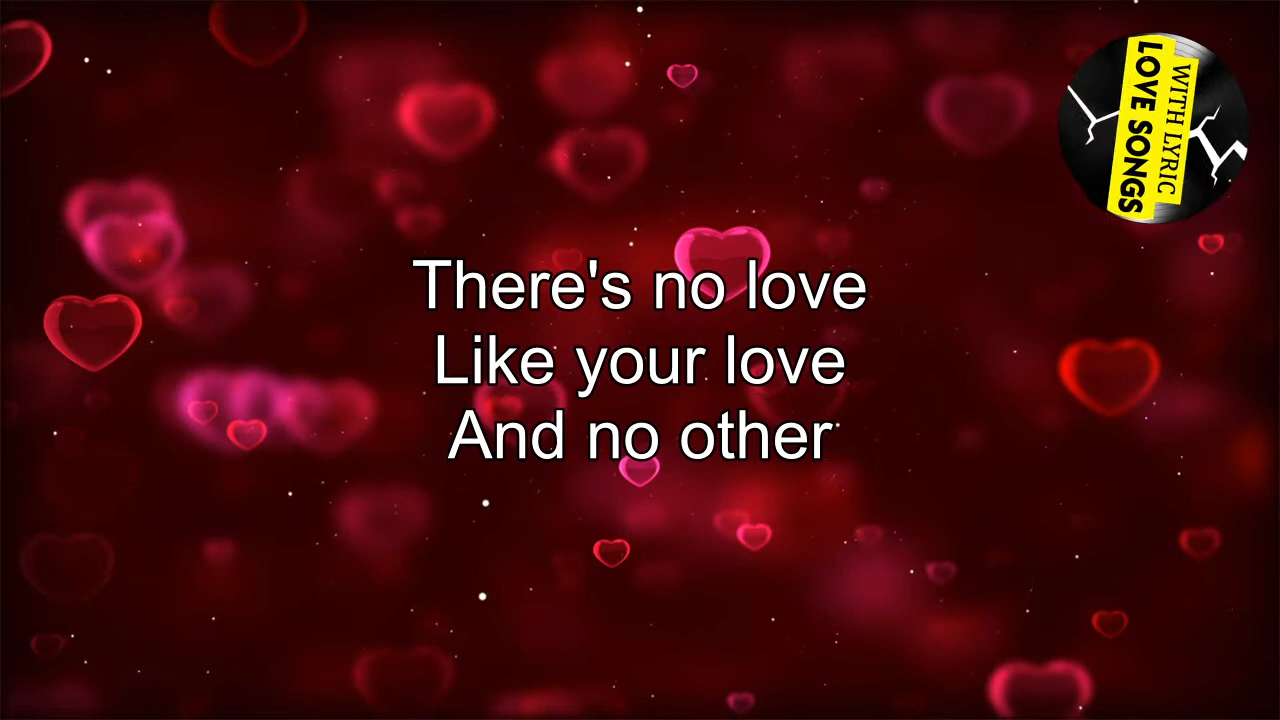 There's no love
Like your love
And no other
WITH LYRIC
LOVE SONGS